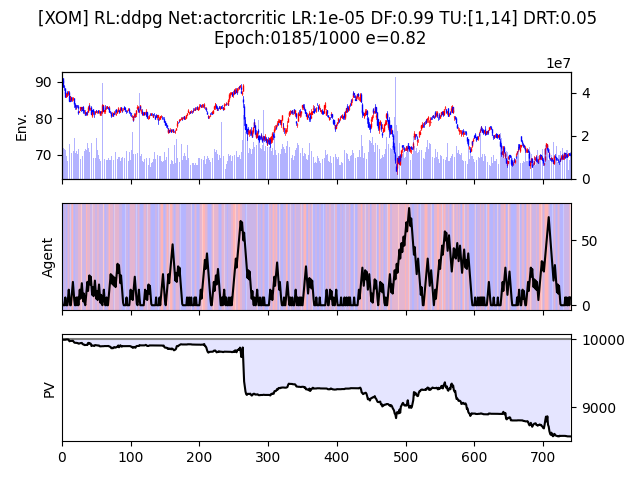 [XOM] RL:ddpg Net:actorcritic LR:1e-05 DF:0.99 TU:[1,14] DRT:0.05
Epoch:0185/1000 e=0.82
1e7
Env.
90
80
70
4
2
0
Agent
50
0
PV
10000
9000
0 100 200 300 400 500 600 700